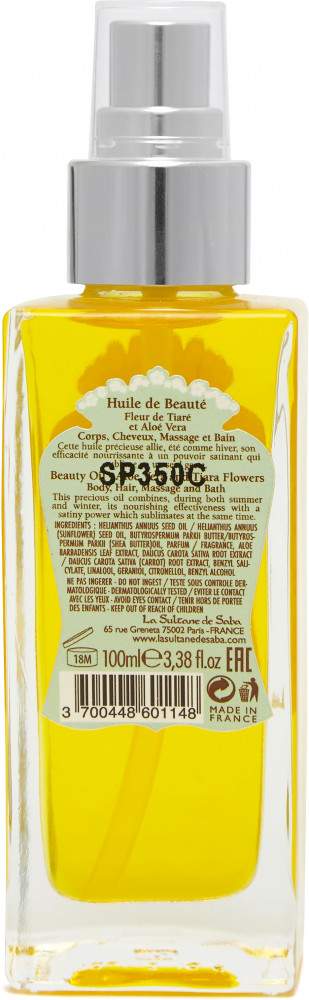 Huile de Beauté
Fleur de Tiaré
et Aloé Vera
Corps, Cheveux, Massage et Bain
Cette précieuse huile allie, été comme hiver, son
efficacité nourrissante à un pouvoir satinant qui
SP350C
Beauty Tiara Flowers
Body, Hair, Massage and Bath
This precious oil combines, during both summer
and winter, its nourishing effectiveness with a
satiny power which sublimates at the same time.
INGREDIENTS : HELIANTHUS ANNUUS SEED OIL / HELIANTHUS ANNUUS
(SUNFLOWER) SEED OIL, BUTYROSPERMUM PARKII BUTTER/BUTYROS-
PERMUM PARKII (SHEA BUTTER)OIL, PARFUM / FRAGRANCE, ALOE
BARBADENSIS LEAF EXTRACT, DAUCUS CAROTA SATIVA ROOT EXTRACT
/ DAUCUS CAROTA SATIVA (CARROT) ROOT EXTRACT, BENZYL SALI-
CYLATE, LINALOOL, GERANIOL, CITRONELLOL, BENZYL ALCOHOL
NE PAS INGERER - DO NOT INGEST / TESTE SOUS CONTROLE DER-
MATOLOGIQUE - DERMATOLOGICALLY TESTED / EVITER LE CONTACT
AVEC LES YEUX - AVOID EYES CONTACT / TENIR HORS DE PORTEE
DES ENFANTS - KEEP OUT OF REACH OF CHILDREN
La Sultane de Saba
65 rue Greneta 75002 Paris - FRANCE
www.lasultanedesaba.com
18M 100ml e 3,38 fl.oz EAC
3 700448 601148
MADE IN
FRANCE